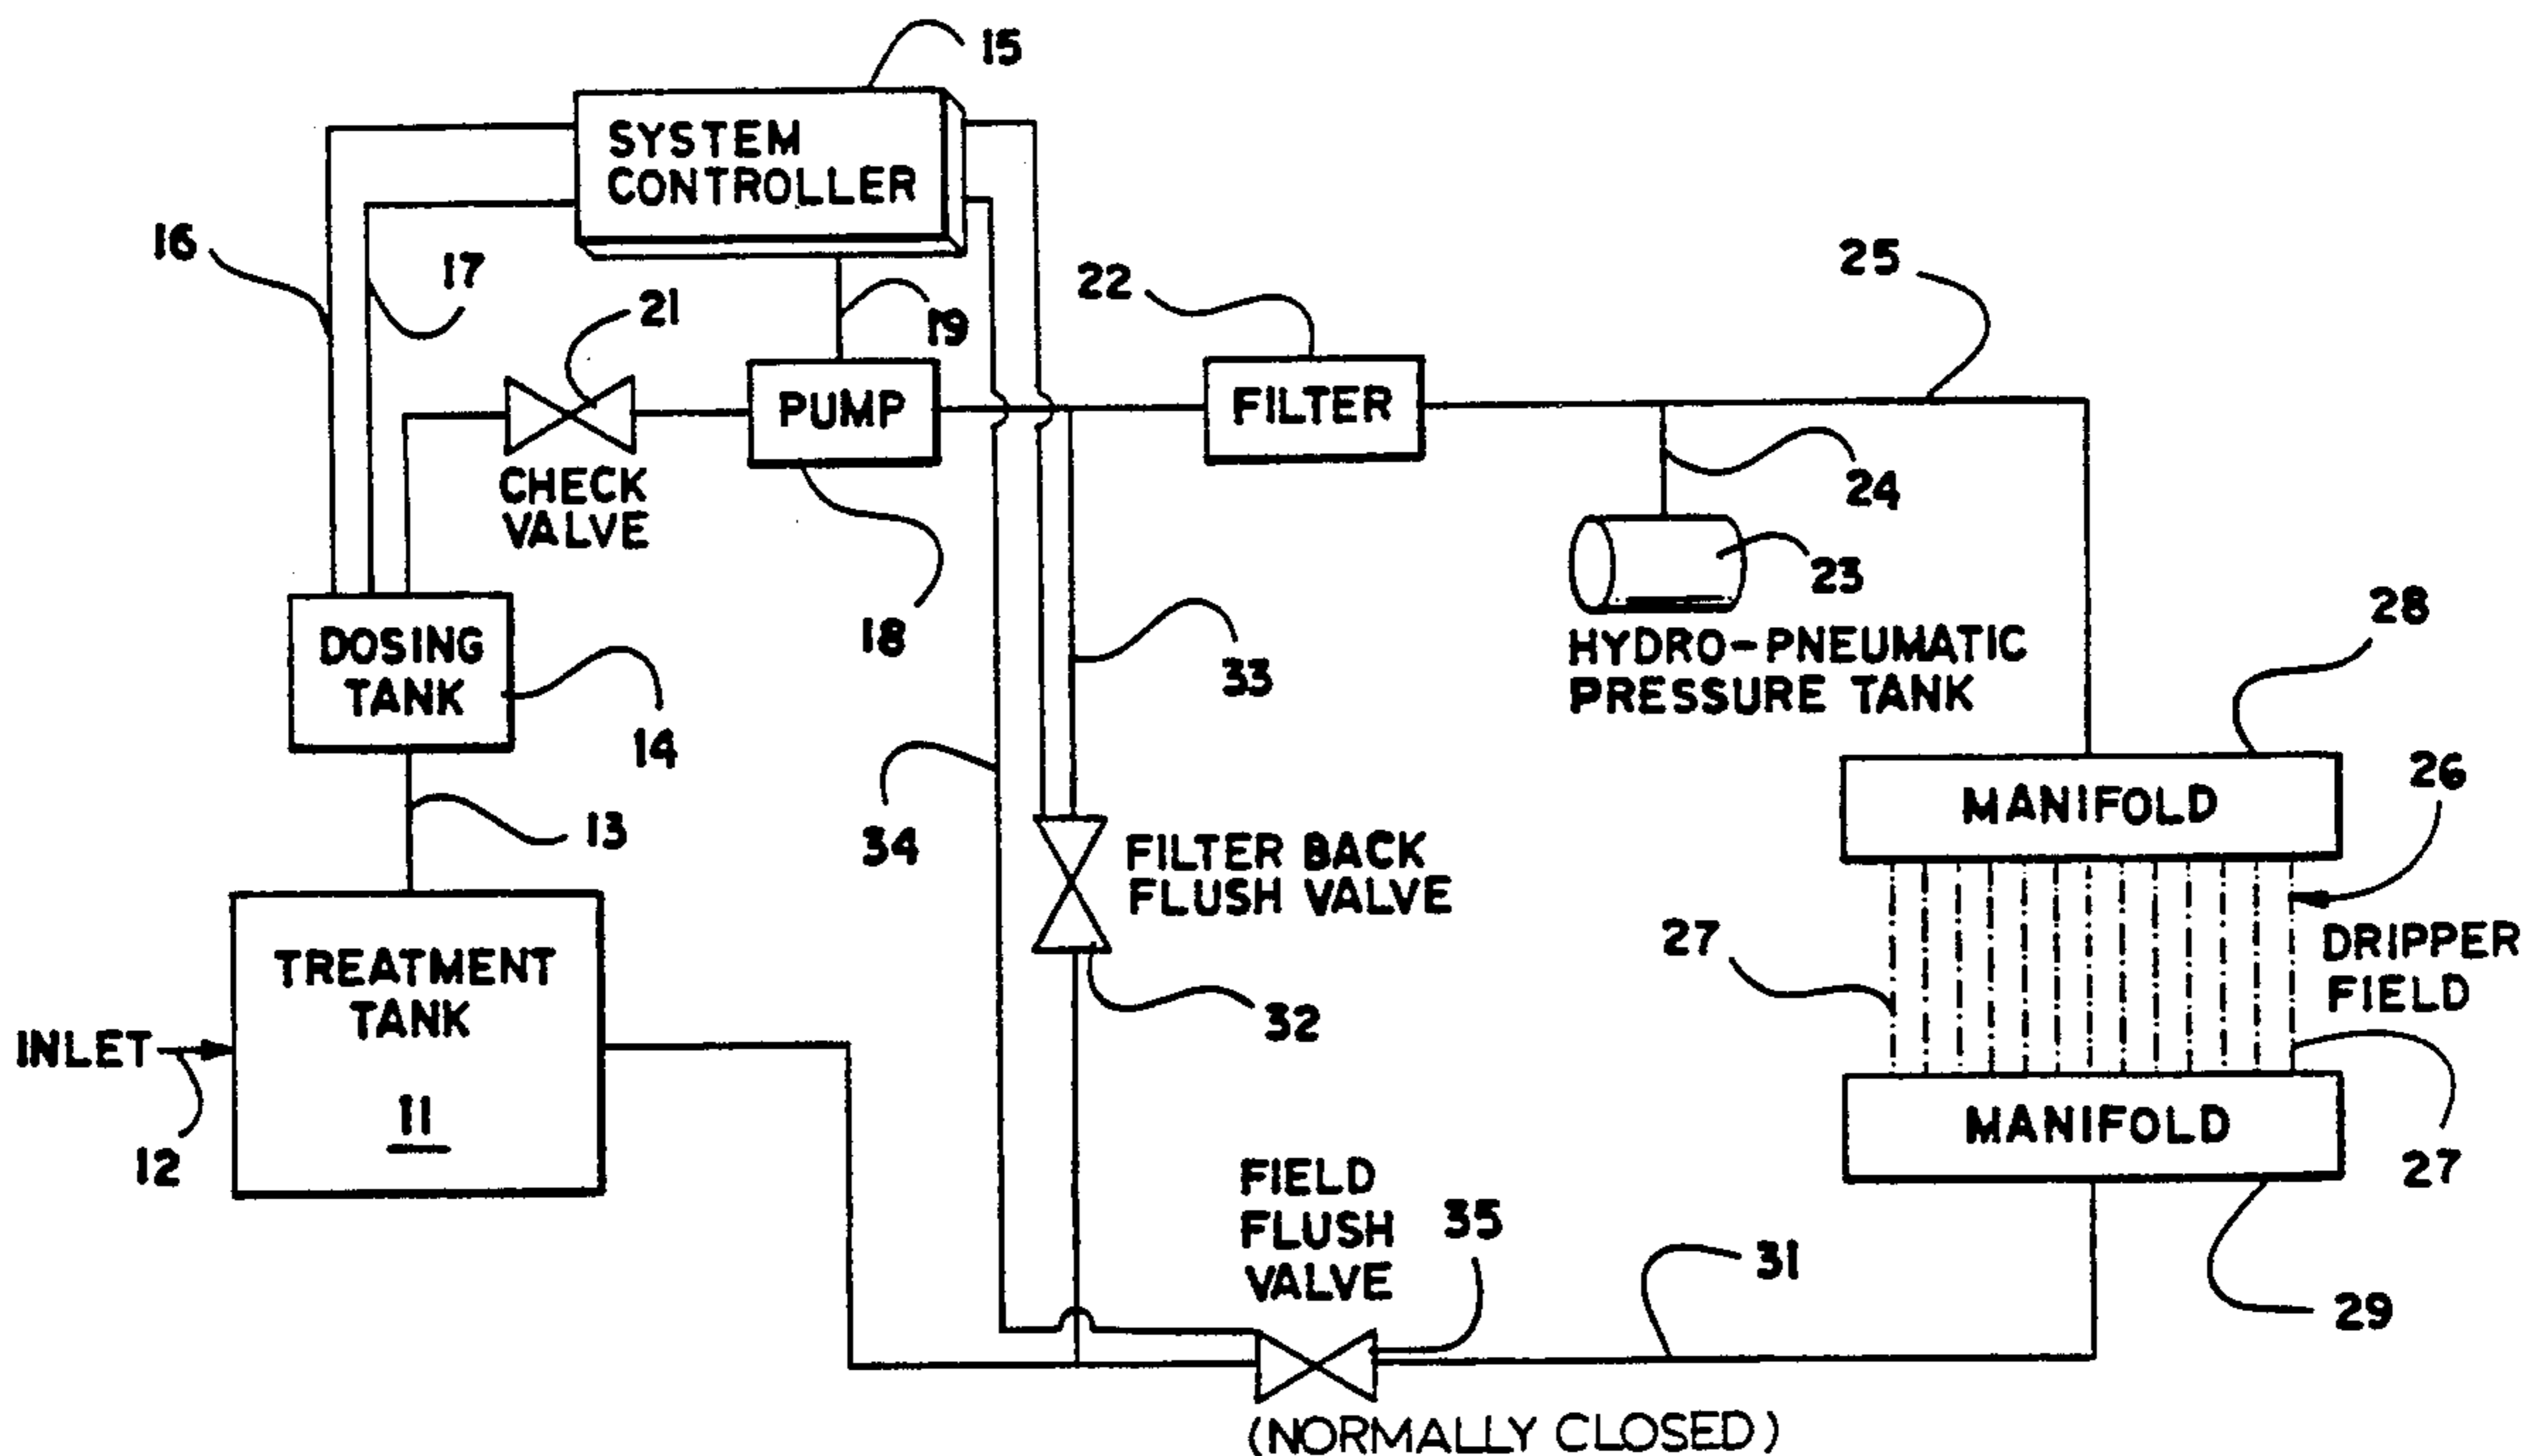 15
SYSTEM
CONTROLLER
16
17
21
19
22
25
PUMP
FILTER
CHECK
VALVE
24
23
18
DOSING
TANK
14
33
HYDRO-PNEUMATIC
PRESSURE TANK
28
26
MANIFOLD
13
34
FILTER BACK
FLUSH VALVE
27
DRIPPER
FIELD
TREATMENT
TANK
32
INLET
11
12
MANIFOLD
27
FIELD
FLUSH
VALVE
35
31
29
(NORMALLY CLOSED)